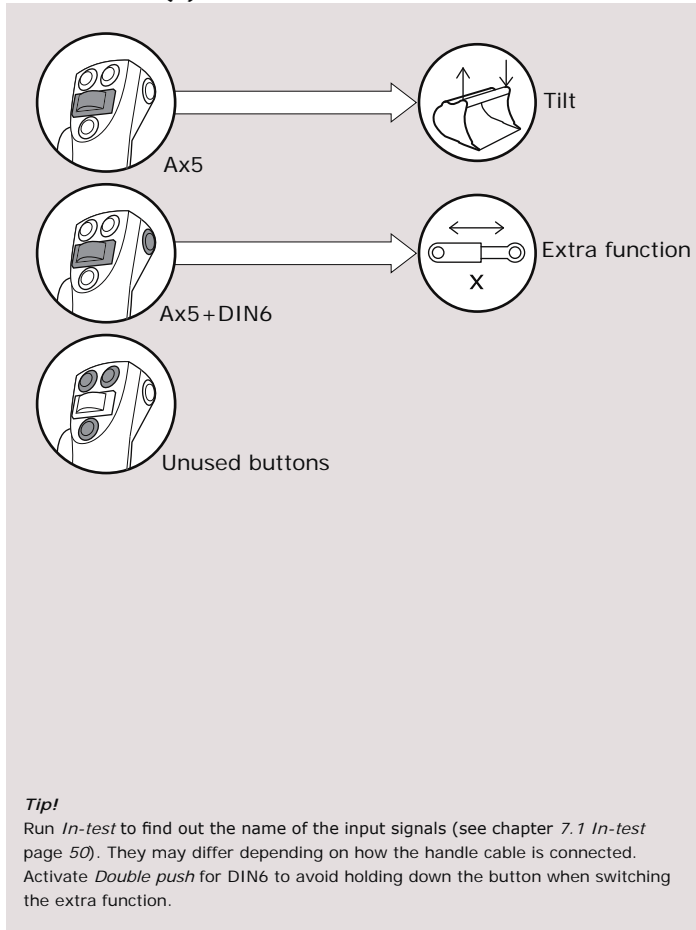 Tilt
Ax5
Extra function
X
Ax5+DIN6
Unused buttons
Tip!
Run In-test to find out the name of the input signals (see chapter 7.1 In-test
page 50). They may differ depending on how the handle cable is connected.
Activate Double push for DIN6 to avoid holding down the button when switching
the extra function.